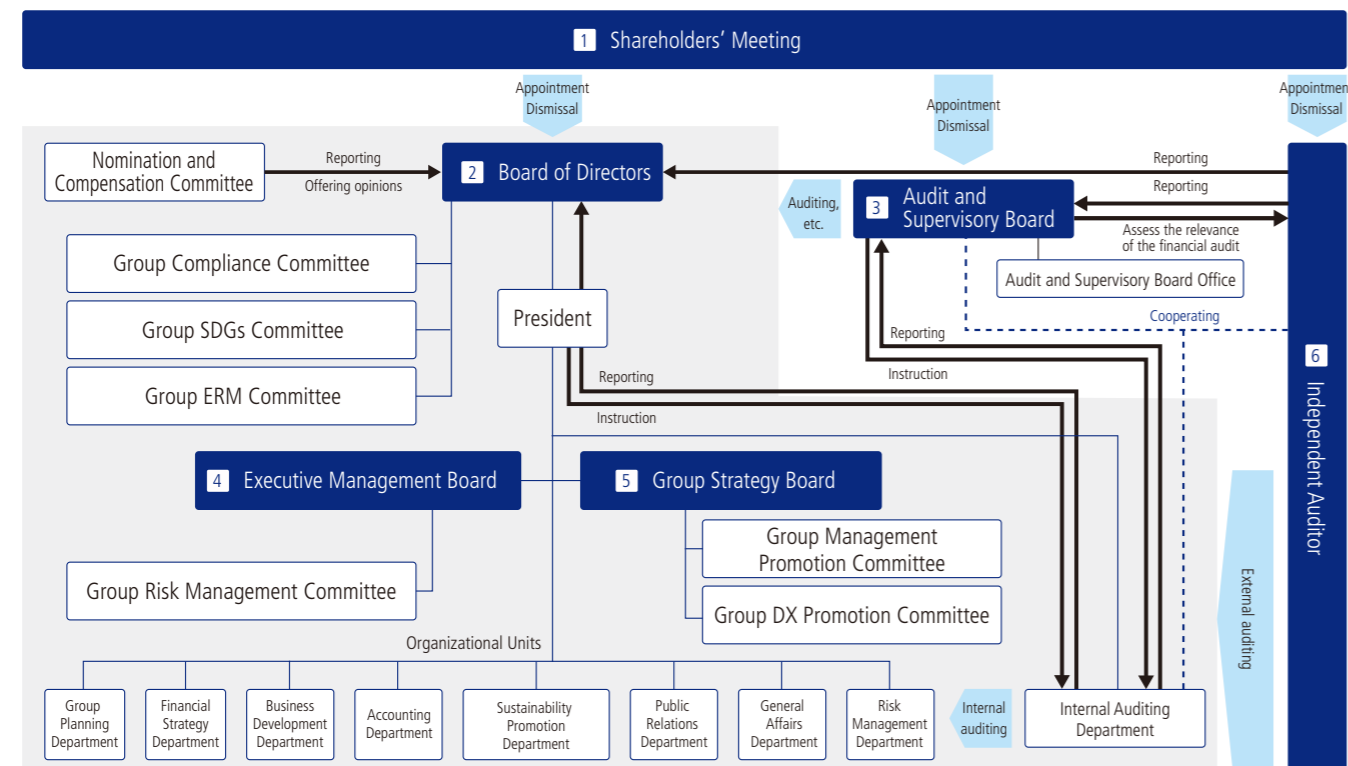 1 Shareholders' Meeting
Appointment
Dismissal
Appointment
Dismissal
Appointmen
Dismissal
Nomination and
Compensation Committee
Reporting
Offering opinions
2 Board of Directors
Reporting
Reporting
Auditing,
etc.
3 Audit and
Supervisory Board
Assess the relevance
of the financial audit
Group Compliance Committee
Audit and Supervisory Board Office
President
Cooperating
Group SDGs Committee
Reporting
Instruction
6 Independent Auditor
Group ERM Committee
Reporting
Instruction
4 Executive Management Board
5 Group Strategy Board
Group Management
Promotion Committee
Group Risk Management Committee
Group DX Promotion Committee
External auditing
Organizational Units
Group
Planning
Department
Financial
Strategy
Department
Business
Development
Department
Accounting
Department
Sustainability
Promotion
Department
Public
Relations
Department
General
Affairs
Department
Risk
Management
Department
Internal
auditing
Internal Auditing
Department